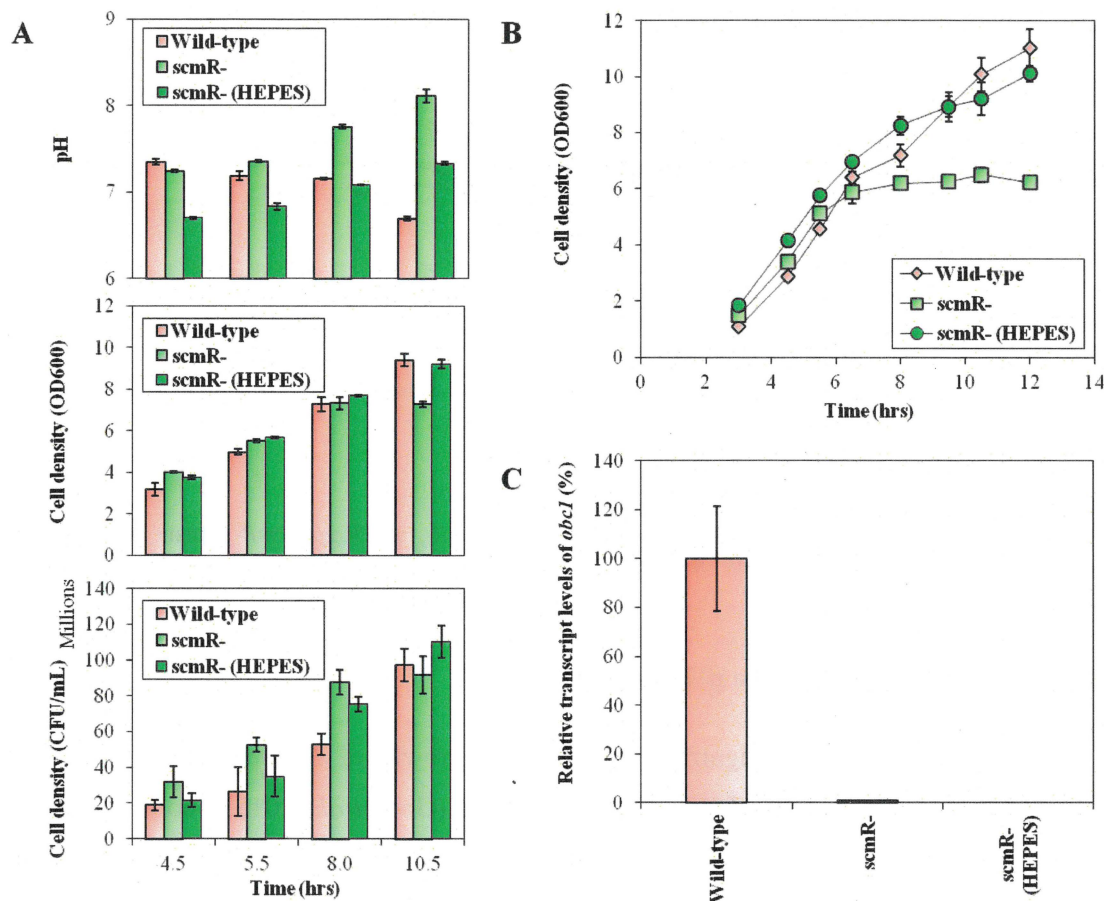 A
9
8
7
6
pH
Wild-type
scmR-
scmR- (HEPES)
12
10
8
6
4
2
0
Cell density (OD600)
Wild-type
scmR-
scmR- (HEPES)
Millions
140
120
100
80
60
40
20
0
Cell density (CFU/mL)
Wild-type
scmR-
scmR- (HEPES)
4.5 5.5 8.0 10.5
Time (hrs)
B
12
10
8
6
4
2
0
Cell density (OD600)
Wild-type
scmR-
scmR- (HEPES)
0 2 4 6 8 10 12 14
Time (hrs)
C
140
120
100
80
60
40
20
0
Relative transcript levels of obc1 (%)
Wild-type
scmR-
scmR-
(HEPES)